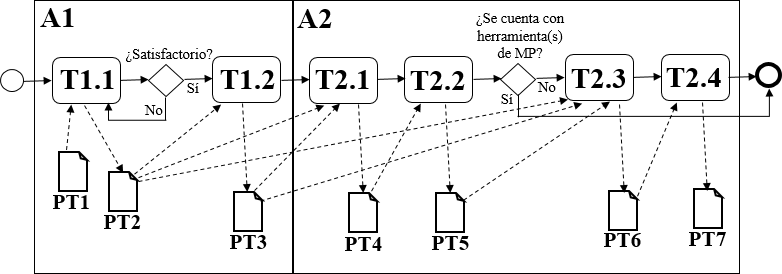 A1
A2
¿Se cuenta con
herramienta(s)
de MP?
¿Satisfactorio?
T1.1
Sí
No
T1.2
T2.1
T2.2
No
Sí
T2.3
T2.4
PT1
PT2
PT3
PT4
PT5
PT6
PT7